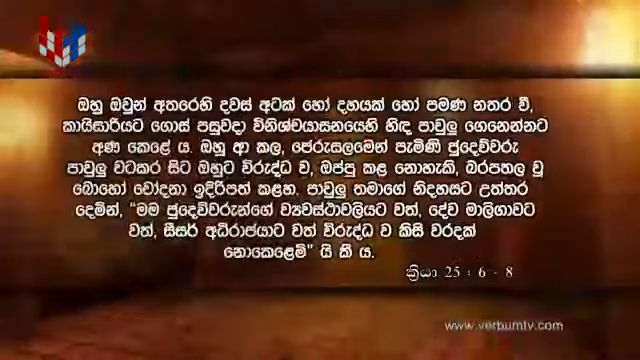 ඔහු ඔවුන් අතරෙහි දවස් අටක් හෝ දහයක් හෝ පමණ නතර වී,
කායිසාරියට ගොස් පසුවදා විනිශ්චයාසනයෙහි හිඳ පාවුලු ගෙනෙන්නට
අණ කෙළේ ය. ඔහු ආ කල, ජෙරුසලමෙන් පැමිණි ජුදෙව්වරු
පාවුලු වටකර සිට ඔහුට විරුද්ධ ව, ඔප්පු කළ නොහැකි, බරපතල වූ
බොහෝ චෝදනා ඉදිරිපත් කළහ. පාවුලු තමාගේ නිදහසට උත්තර
දෙමින්, “මම ජුදෙව්වරුන්ගේ ව්‍යවස්ථාවලියට වත්, දේව මාලිගාවට
වත්, සීසර් අධිරාජයාට වත් විරුද්ධ ව කිසි වරදක්
නොකෙළෙමි” යි කී ය.
ක්‍රියා 25 : 6 - 8
www.verbumtv.com